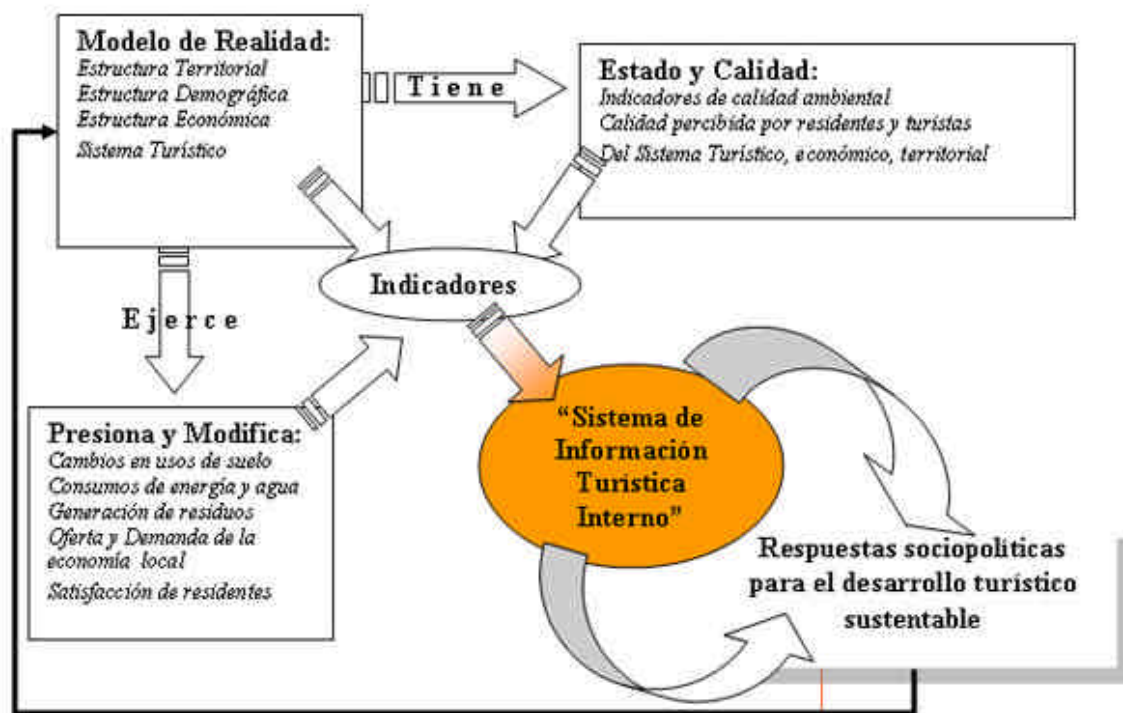 Modelo de Realidad:
Estructura Territorial
Estructura Demográfica
Estructura Económica
Sistema Turístico
Tiene
Estado y Calidad:
Indicadores de calidad ambiental
Calidad percibida por residentes y turistas
Del Sistema Turístico, económico, territorial
Indicadores
Ejerce
Presiona y Modifica:
Cambios en usos de suelo
Consumos de energía y agua
Generación de residuos
Oferta y Demanda de la
economía local
Satisfacción de residentes
“Sistema de
Información
Turística
Interno”
Respuestas sociopolíticas
para el desarrollo turístico
sustentable